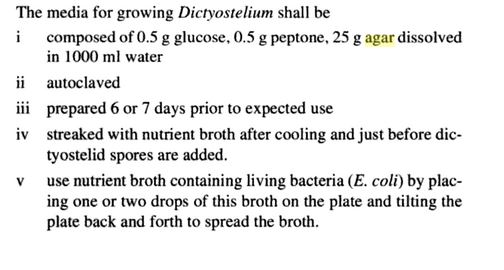 The media for growing Dictyostelium shall be
i composed of 0.5 g glucose, 0.5 g peptone, 25 g agar dissolved
in 1000 ml water
ii autoclaved
iii prepared 6 or 7 days prior to expected use
iv streaked with nutrient broth after cooling and just before dic-
tyostelid spores are added.
v use nutrient broth containing living bacteria (E. coli) by plac-
ing one or two drops of this broth on the plate and tilting the
plate back and forth to spread the broth.